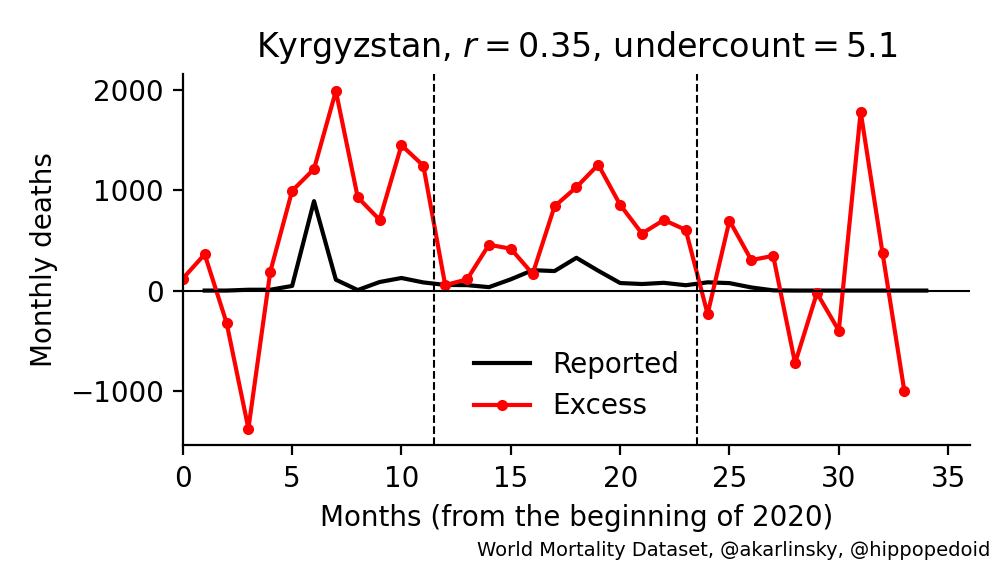 Kyrgyzstan, r = 0.35, undercount = 5.1
Monthly deaths
2000
1000
0
−1000
Reported
Excess
0 5 10 15 20 25 30 35
Months (from the beginning of 2020)
World Mortality Dataset, @akarlinsky, @hippopedoid